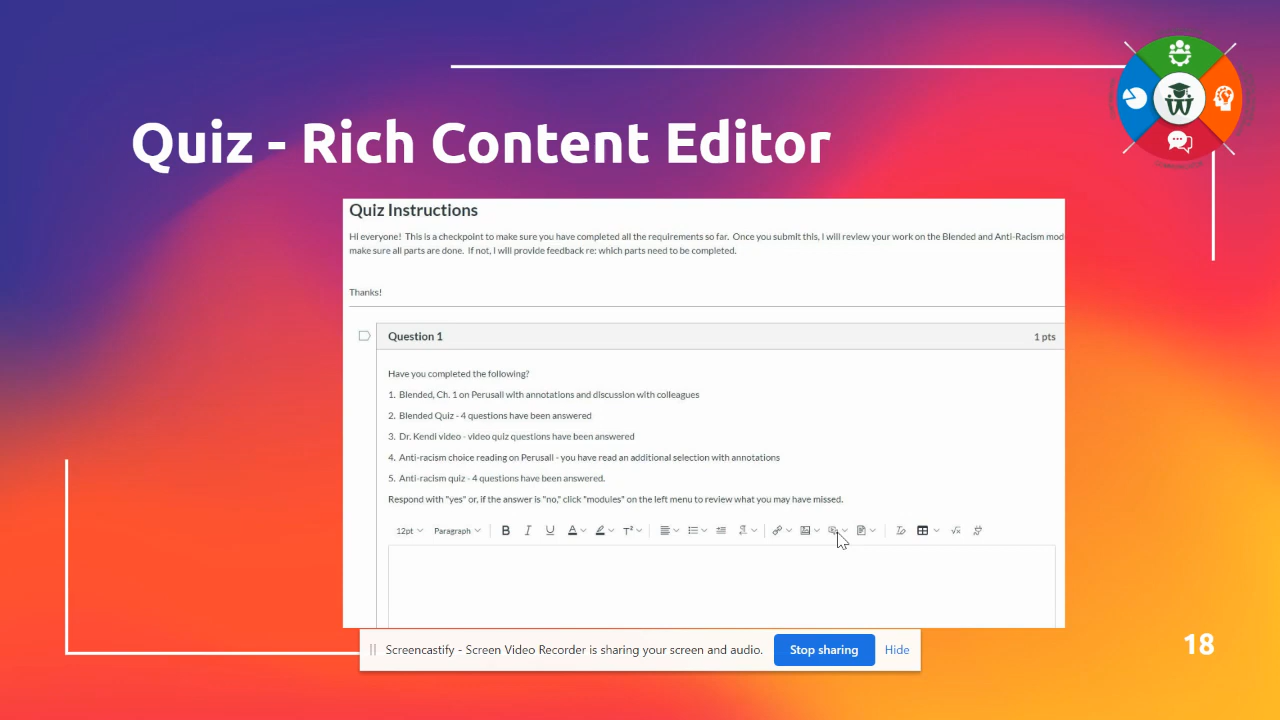 Quiz - Rich Content Editor
Quiz Instructions
Hi everyone! This is a checkpoint to make sure you have completed all the requirements so far. Once you submit this, I will review your work on the Blended and Anti-Racism mod
make sure all parts are done. If not, I will provide feedback re: which parts need to be completed.
Thanks!
Question 1
1 pts
Have you completed the following?
1. Blended, Ch. 1 on Perusall with annotations and discussion with colleagues
2. Blended Quiz - 4 questions have been answered
3. Dr. Kendi video - video quiz questions have been answered
4. Anti-racism choice reading on Perusall - you have read an additional selection with annotations
5. Anti-racism quiz - 4 questions have been answered.
Respond with "yes" or, if the answer is "no," click "modules" on the left menu to review what you may have missed.
12pt Paragraph B I U A T²
Screencastify - Screen Video Recorder is sharing your screen and audio. Stop sharing Hide
18